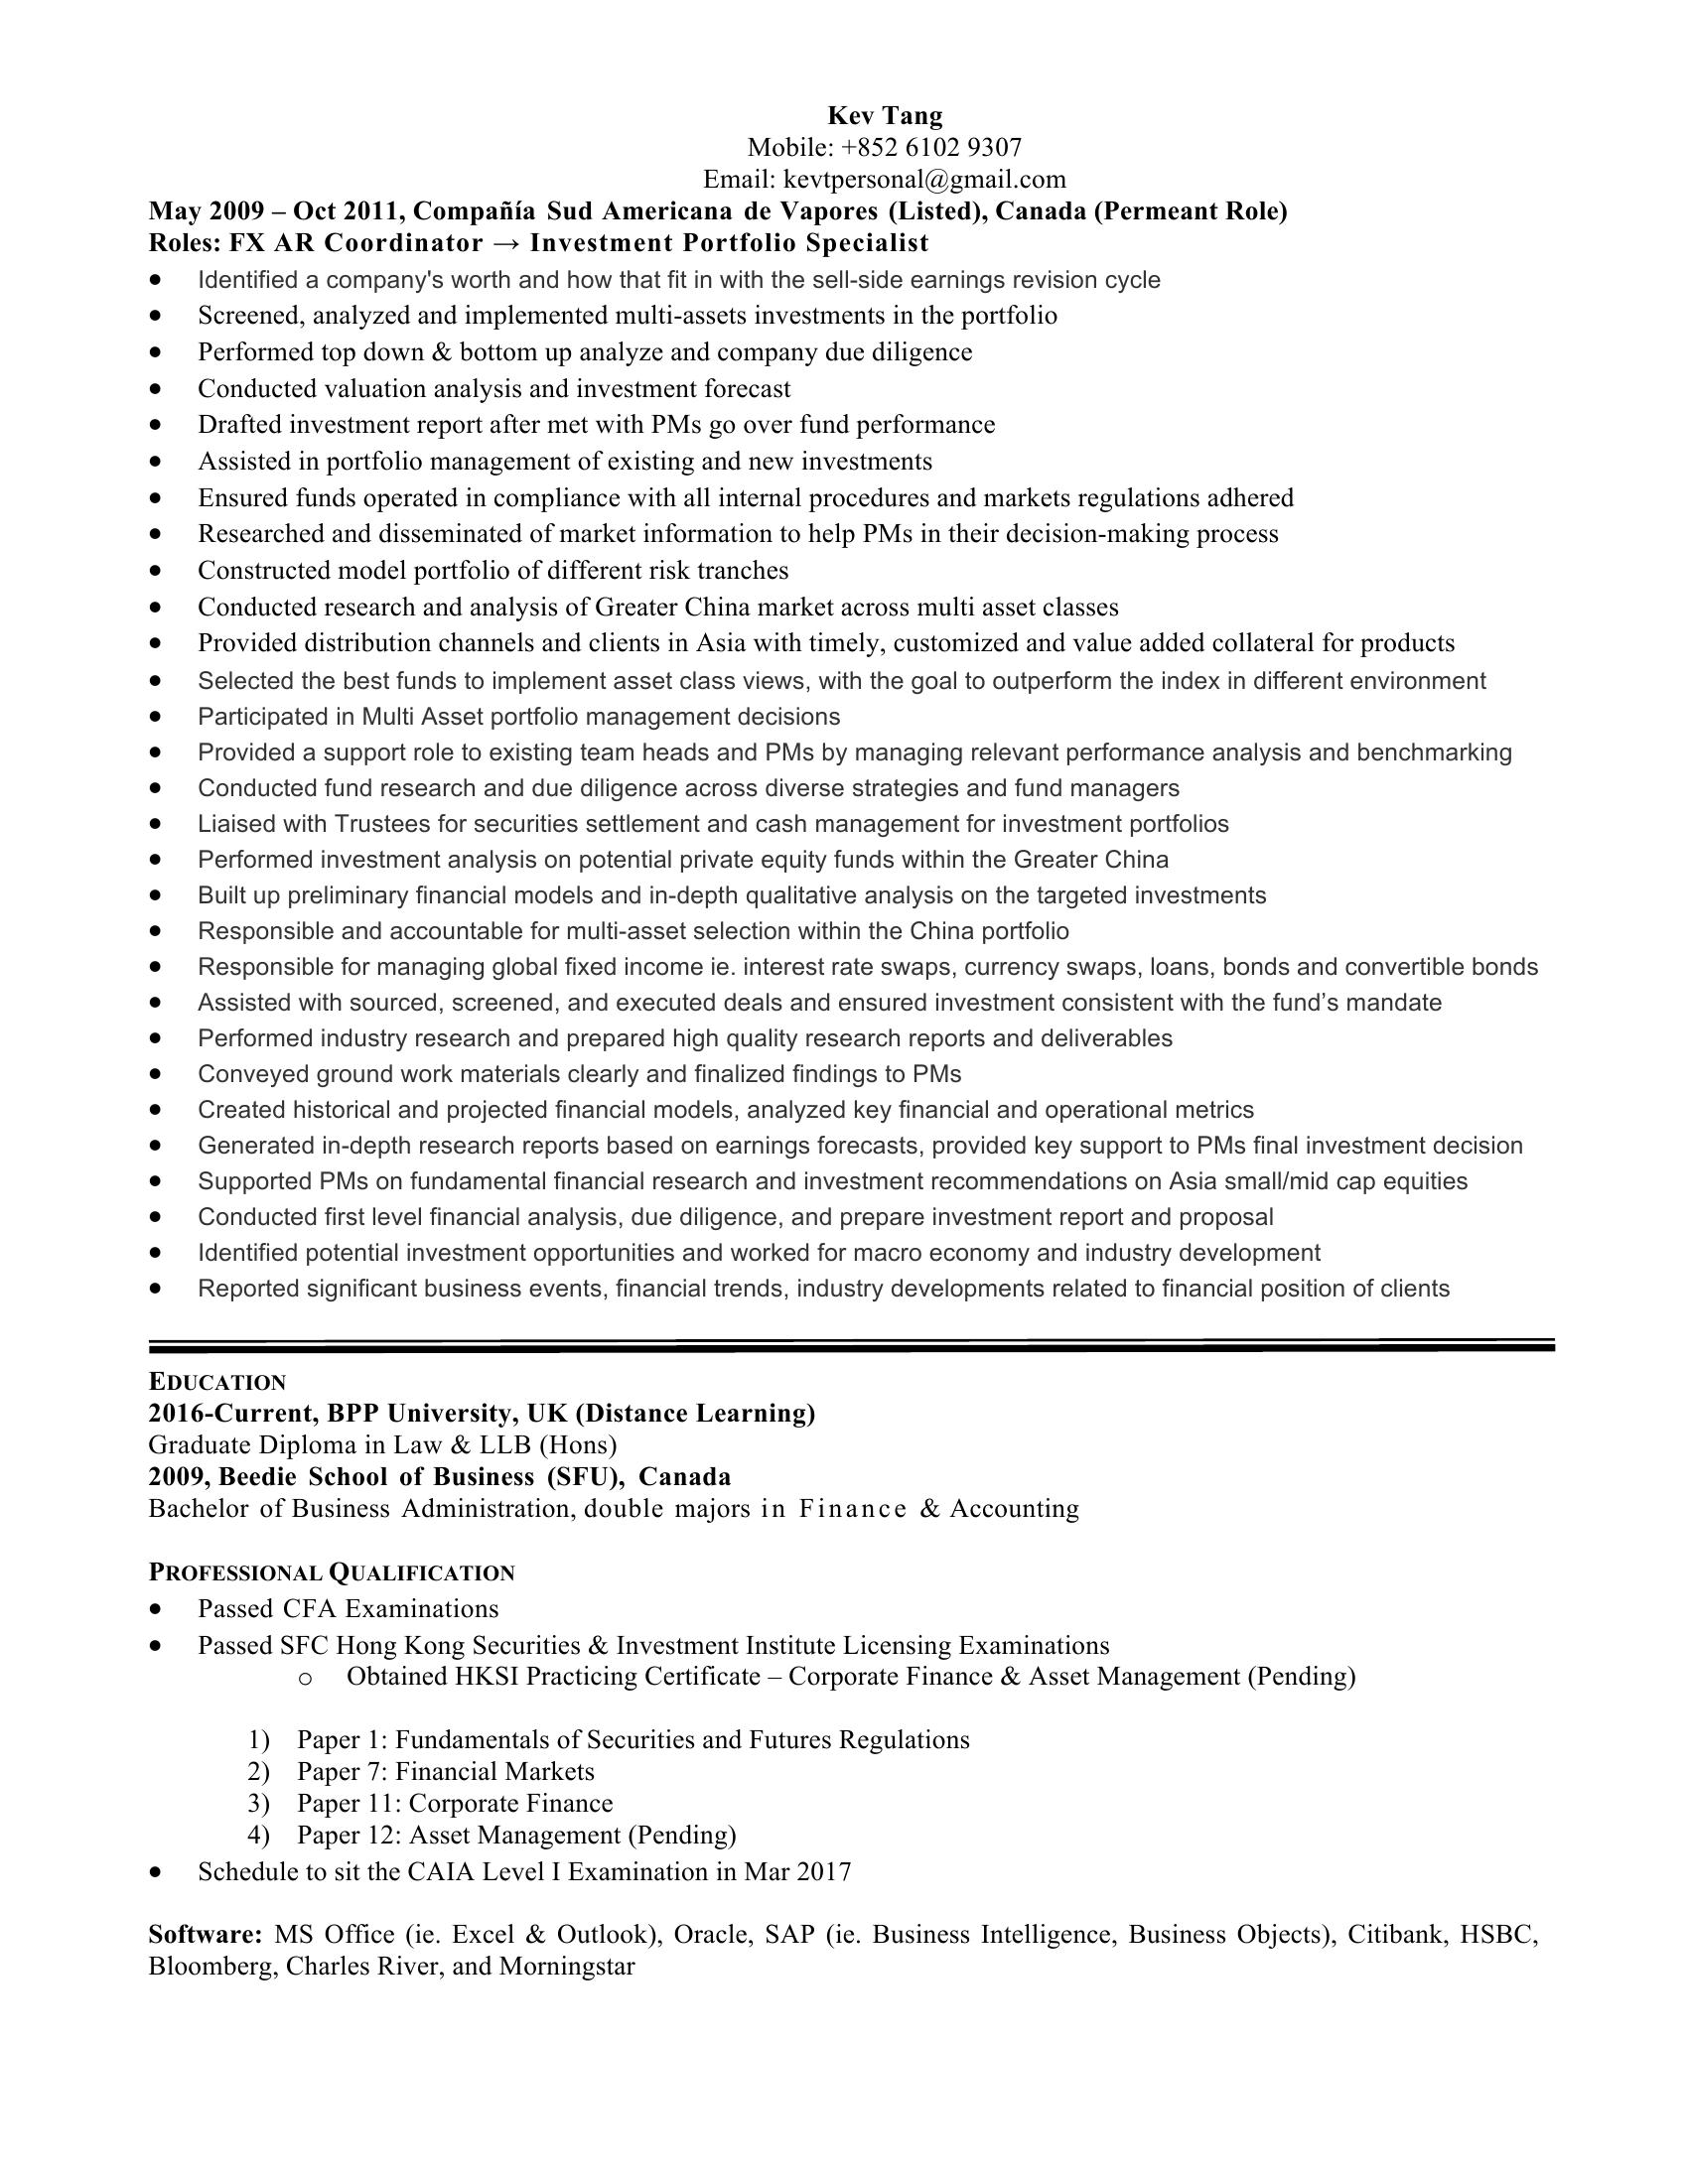 Kev Tang
Mobile: +852 6102 9307
Email: kevtpersonal@gmail.com
May 2009 – Oct 2011, Compañía Sud Americana de Vapores (Listed), Canada (Permeant Role)
Roles: FX AR Coordinator → Investment Portfolio Specialist
• Identified a company's worth and how that fit in with the sell-side earnings revision cycle
• Screened, analyzed and implemented multi-assets investments in the portfolio
• Performed top down & bottom up analyze and company due diligence
• Conducted valuation analysis and investment forecast
• Drafted investment report after met with PMs go over fund performance
• Assisted in portfolio management of existing and new investments
• Ensured funds operated in compliance with all internal procedures and markets regulations adhered
• Researched and disseminated of market information to help PMs in their decision-making process
• Constructed model portfolio of different risk tranches
• Conducted research and analysis of Greater China market across multi asset classes
• Provided distribution channels and clients in Asia with timely, customized and value added collateral for products
• Selected the best funds to implement asset class views, with the goal to outperform the index in different environment
• Participated in Multi Asset portfolio management decisions
• Provided a support role to existing team heads and PMs by managing relevant performance analysis and benchmarking
• Conducted fund research and due diligence across diverse strategies and fund managers
• Liaised with Trustees for securities settlement and cash management for investment portfolios
• Performed investment analysis on potential private equity funds within the Greater China
• Built up preliminary financial models and in-depth qualitative analysis on the targeted investments
• Responsible and accountable for multi-asset selection within the China portfolio
• Responsible for managing global fixed income ie. interest rate swaps, currency swaps, loans, bonds and convertible bonds
• Assisted with sourced, screened, and executed deals and ensured investment consistent with the fund’s mandate
• Performed industry research and prepared high quality research reports and deliverables
• Conveyed ground work materials clearly and finalized findings to PMs
• Created historical and projected financial models, analyzed key financial and operational metrics
• Generated in-depth research reports based on earnings forecasts, provided key support to PMs final investment decision
• Supported PMs on fundamental financial research and investment recommendations on Asia small/mid cap equities
• Conducted first level financial analysis, due diligence, and prepare investment report and proposal
• Identified potential investment opportunities and worked for macro economy and industry development
• Reported significant business events, financial trends, industry developments related to financial position of clients
EDUCATION
2016-Current, BPP University, UK (Distance Learning)
Graduate Diploma in Law & LLB (Hons)
2009, Beedie School of Business (SFU), Canada
Bachelor of Business Administration, double majors in Finance & Accounting
PROFESSIONAL QUALIFICATION
• Passed CFA Examinations
• Passed SFC Hong Kong Securities & Investment Institute Licensing Examinations
o Obtained HKSI Practicing Certificate – Corporate Finance & Asset Management (Pending)
1) Paper 1: Fundamentals of Securities and Futures Regulations
2) Paper 7: Financial Markets
3) Paper 11: Corporate Finance
4) Paper 12: Asset Management (Pending)
• Schedule to sit the CAIA Level I Examination in Mar 2017
Software: MS Office (ie. Excel & Outlook), Oracle, SAP (ie. Business Intelligence, Business Objects), Citibank, HSBC,
Bloomberg, Charles River, and Morningstar